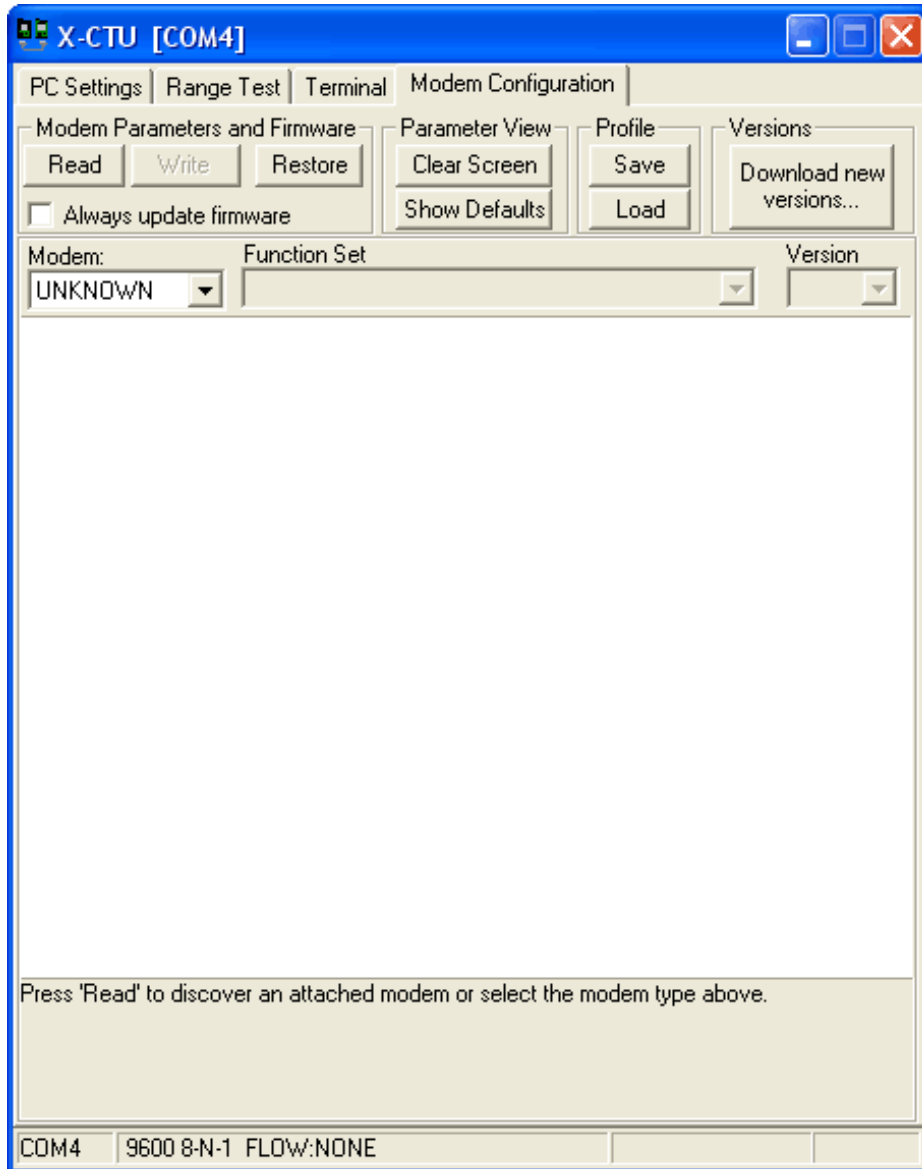 X-CTU [COM4]
PC Settings Range Test Terminal Modem Configuration
Modem Parameters and Firmware Parameter View Profile Versions
Read Write Restore Clear Screen Save Download new versions...
Always update firmware Show Defaults Load
Modem: Function Set Version
UNKNOWN
Press 'Read' to discover an attached modem or select the modem type above.
COM4 9600 8-N-1 FLOW:NONE